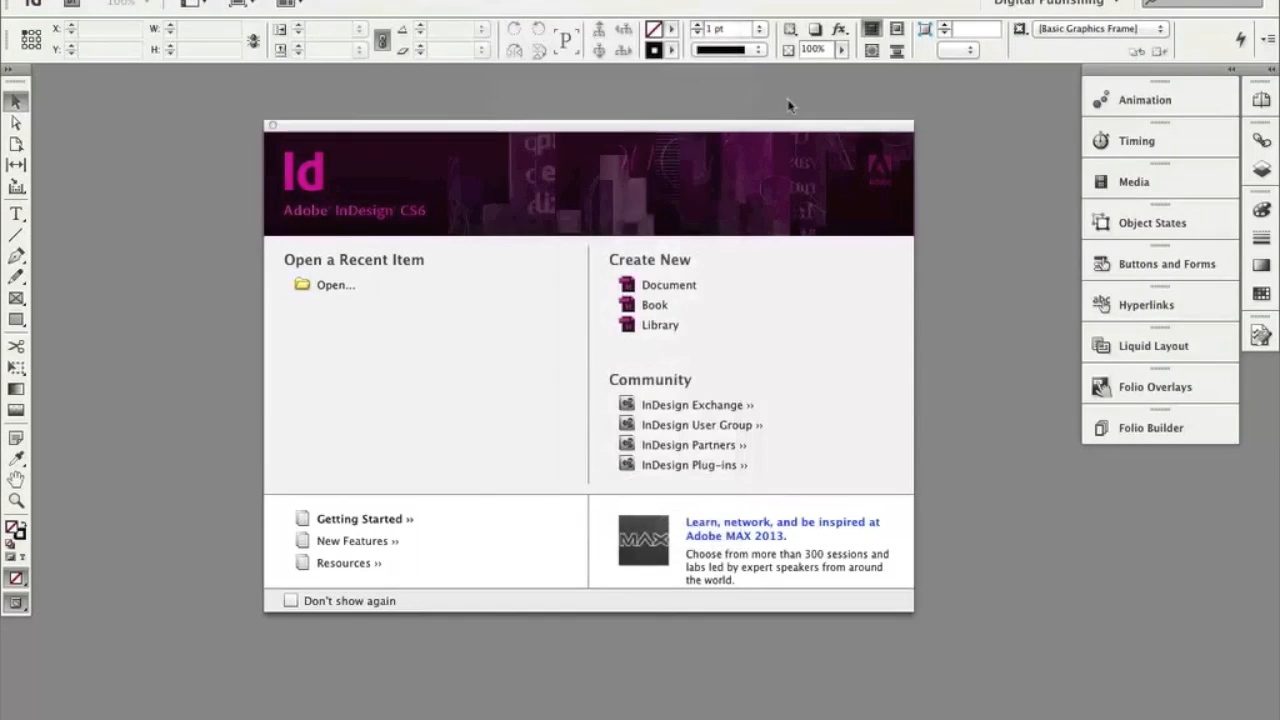 Digital Publishing
X: W: 1 pt [Basic Graphics Frame]
Y: H: 100%
Id
Adobe InDesign CS6
Open a Recent Item
Open...
Create New
Document
Book
Library
Community
InDesign Exchange ››
InDesign User Group ››
InDesign Partners ››
InDesign Plug-ins ››
Getting Started ››
New Features ››
Resources ››
MAX
Learn, network, and be inspired at
Adobe MAX 2013.
Choose from more than 300 sessions and
labs led by expert speakers from around
the world.
Don't show again
Animation
Timing
Media
Object States
Buttons and Forms
Hyperlinks
Liquid Layout
Folio Overlays
Folio Builder